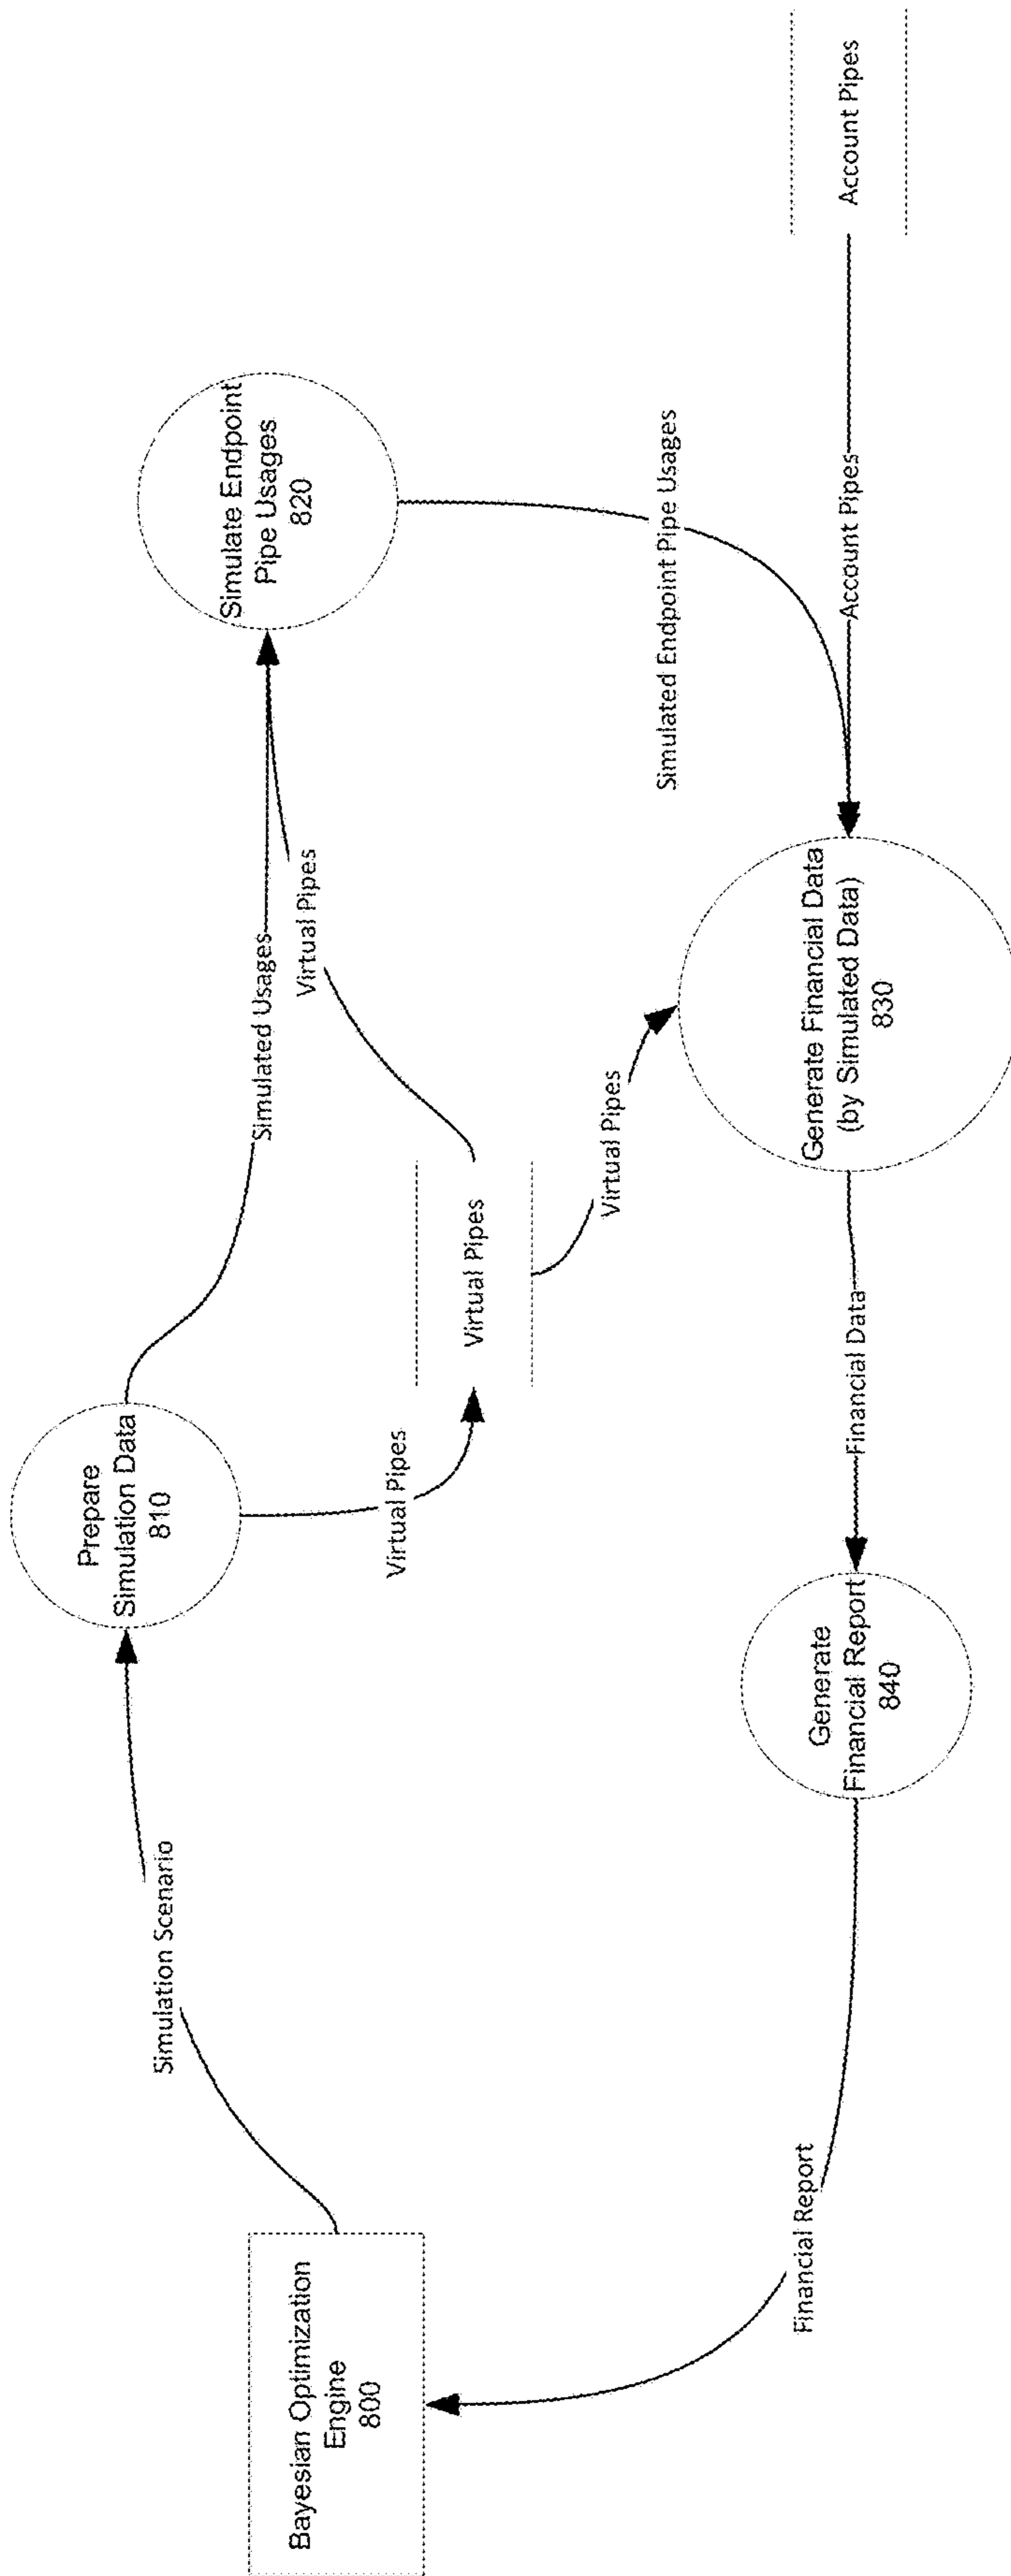 Bayesian Optimization
Engine
800
Simulation Scenario
Prepare
Simulation Data
810
Simulated Usages
Virtual Pipes
Virtual Pipes
Virtual Pipes
Simulate Endpoint
Pipe Usages
820
Virtual Pipes
Simulated Endpoint Pipe Usages
Account Pipes
Account Pipes
Generate Financial Data
(by Simulated Data)
830
Financial Data
Generate
Financial Report
840
Financial Report